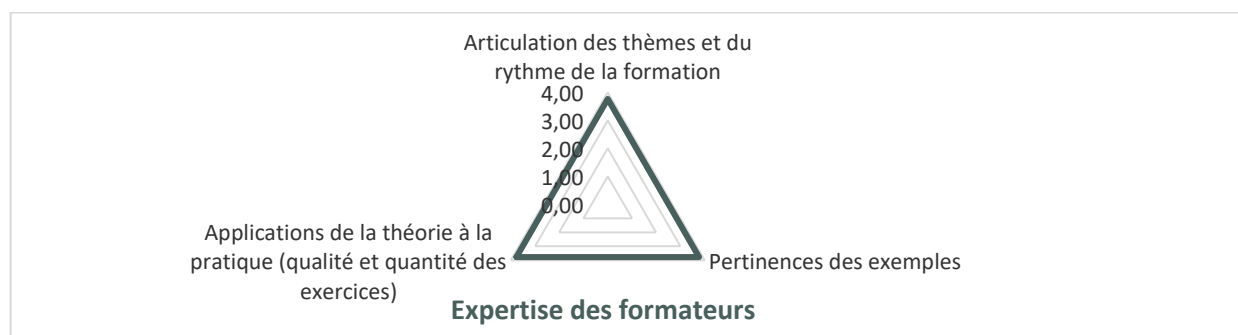 Articulation des thèmes et du
rythme de la formation
4,00
3,00
2,00
1,00
0,00
Applications de la théorie à la
pratique (qualité et quantité des
exercices)
Pertinences des exemples
Expertise des formateurs